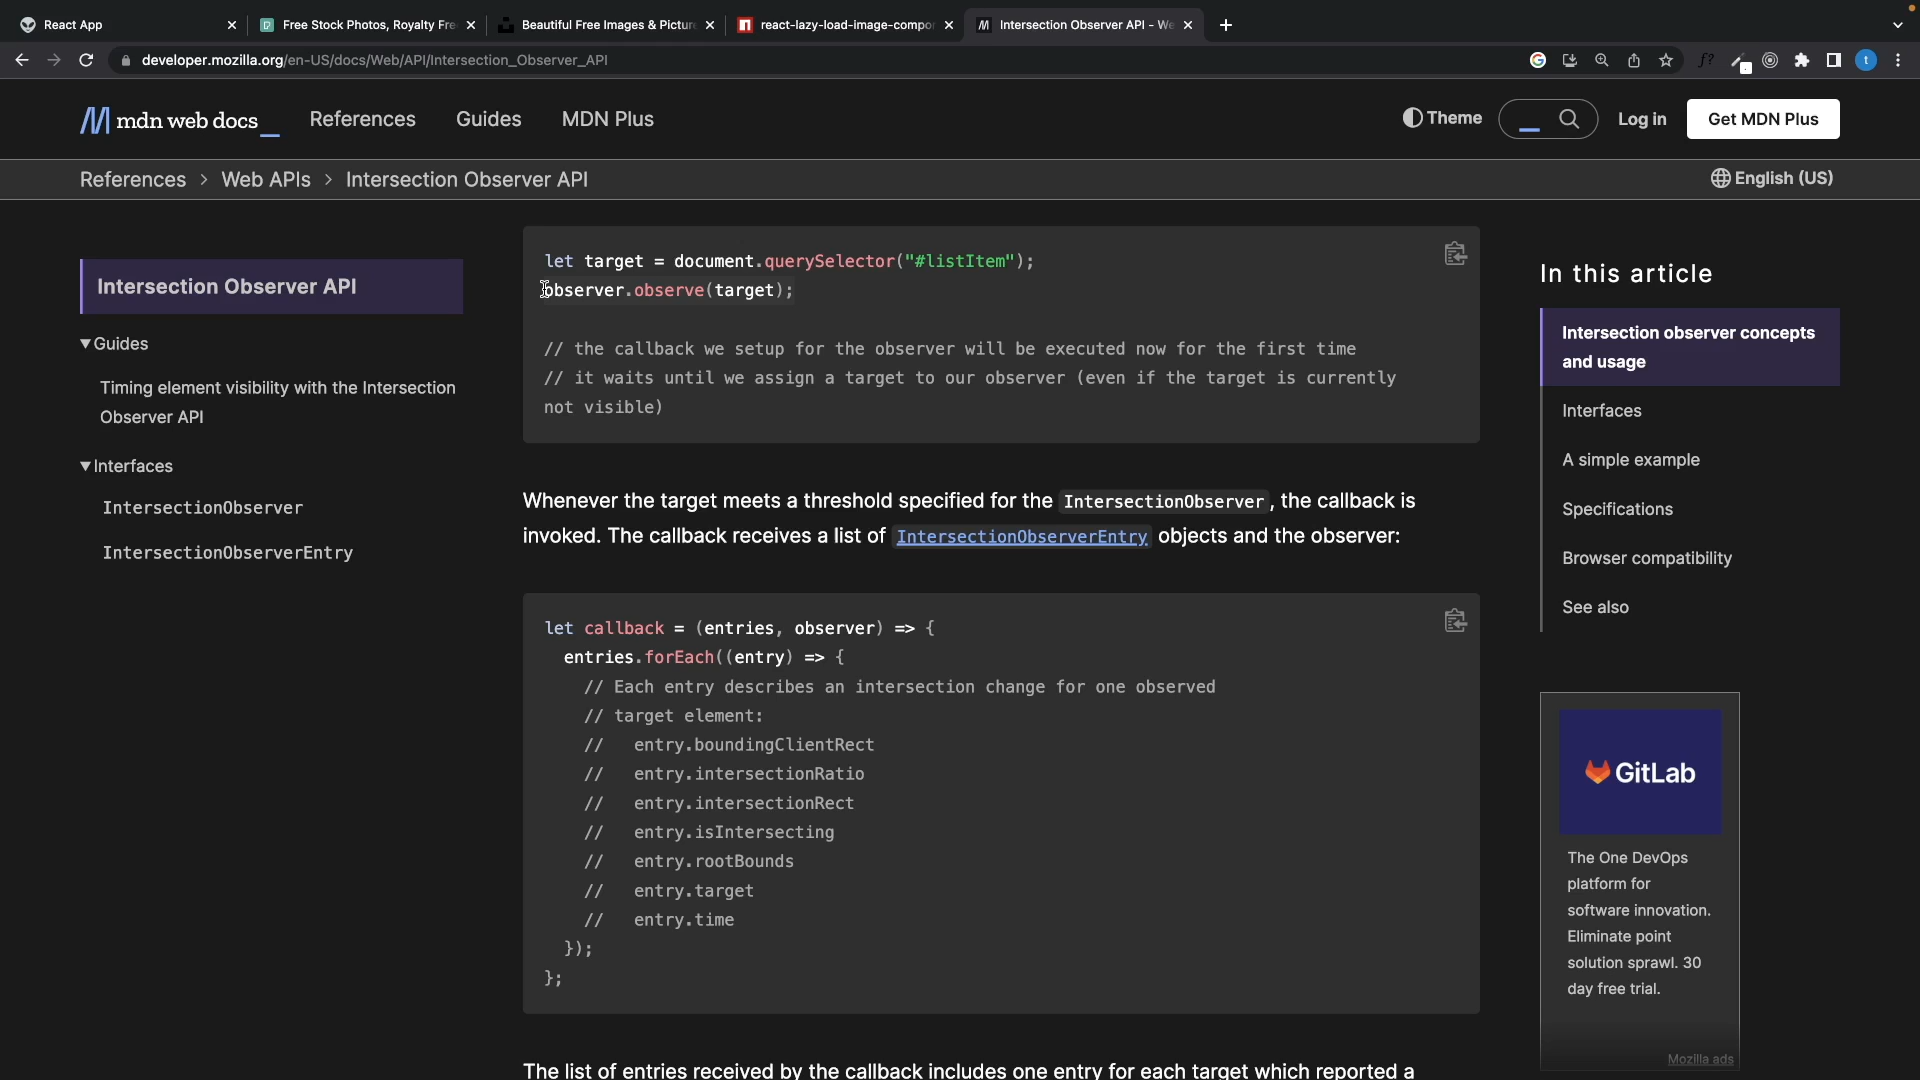 React App
Free Stock Photos, Royalty Fre
Beautiful Free Images & Pictur
react-lazy-load-image-compo
Intersection Observer API - We
developer.mozilla.org/en-US/docs/Web/API/Intersection_Observer_API
mdn web docs_
References
Guides
MDN Plus
Theme
Log in
Get MDN Plus
References > Web APIs > Intersection Observer API
English (US)
Intersection Observer API
Guides
Timing element visibility with the Intersection
Observer API
Interfaces
IntersectionObserver
IntersectionObserverEntry
let target = document.querySelector("#listItem");
observer.observe(target);
// the callback we setup for the observer will be executed now for the first time
// it waits until we assign a target to our observer (even if the target is currently
not visible)
Whenever the target meets a threshold specified for the IntersectionObserver, the callback is
invoked. The callback receives a list of IntersectionObserverEntry objects and the observer:
let callback = (entries, observer) => {
entries.forEach((entry) => {
// Each entry describes an intersection change for one observed
// target element:
// entry.boundingClientRect
// entry.intersectionRatio
// entry.intersectionRect
// entry.isIntersecting
// entry.rootBounds
// entry.target
// entry.time
});
};
The list of entries received by the callback includes one entry for each target which reported a
In this article
Intersection observer concepts
and usage
Interfaces
A simple example
Specifications
Browser compatibility
See also
GitLab
The One DevOps
platform for
software innovation.
Eliminate point
solution sprawl. 30
day free trial.
Mozilla ads